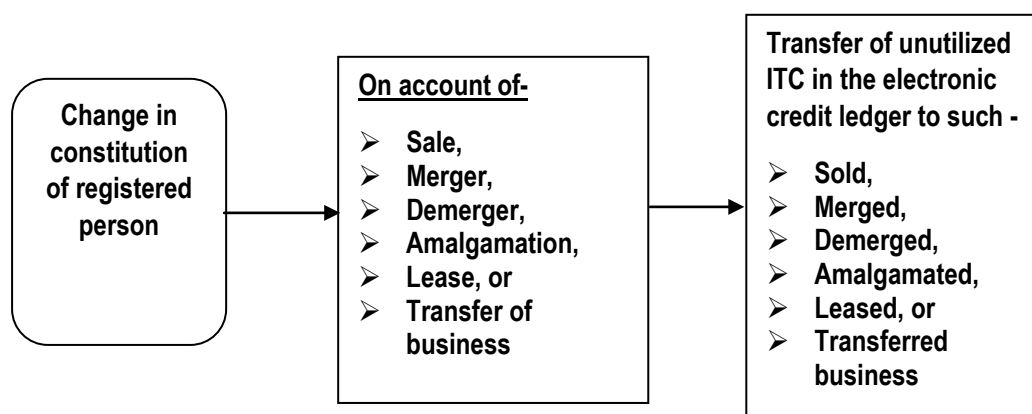 Change in
constitution
of registered
person
On account of-
➢ Sale,
➢ Merger,
➢ Demerger,
➢ Amalgamation,
➢ Lease, or
➢ Transfer of
business
Transfer of unutilized
ITC in the electronic
credit ledger to such -
➢ Sold,
➢ Merged,
➢ Demerged,
➢ Amalgamated,
➢ Leased, or
➢ Transferred
business